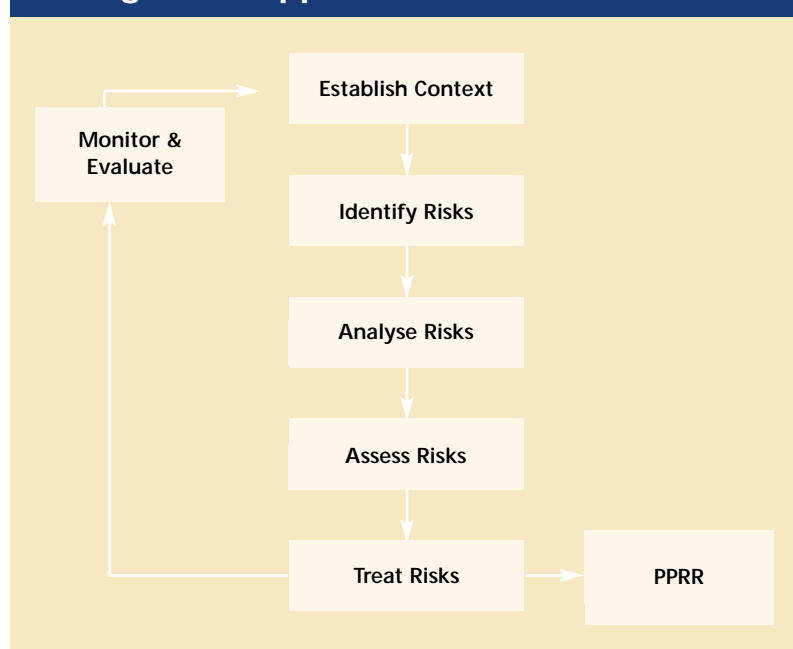 Establish Context
Monitor &
Evaluate
Identify Risks
Analyse Risks
Assess Risks
Treat Risks
PPRR